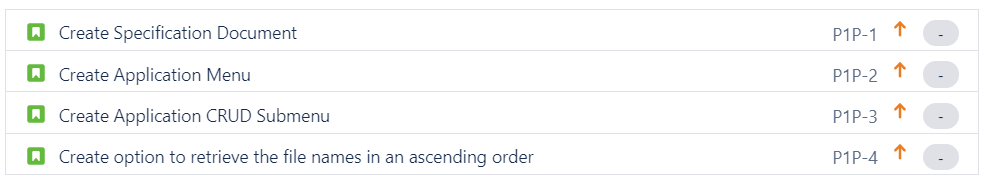 Create Specification Document P1P-1 -
Create Application Menu P1P-2 -
Create Application CRUD Submenu P1P-3 -
Create option to retrieve the file names in an ascending order P1P-4 -